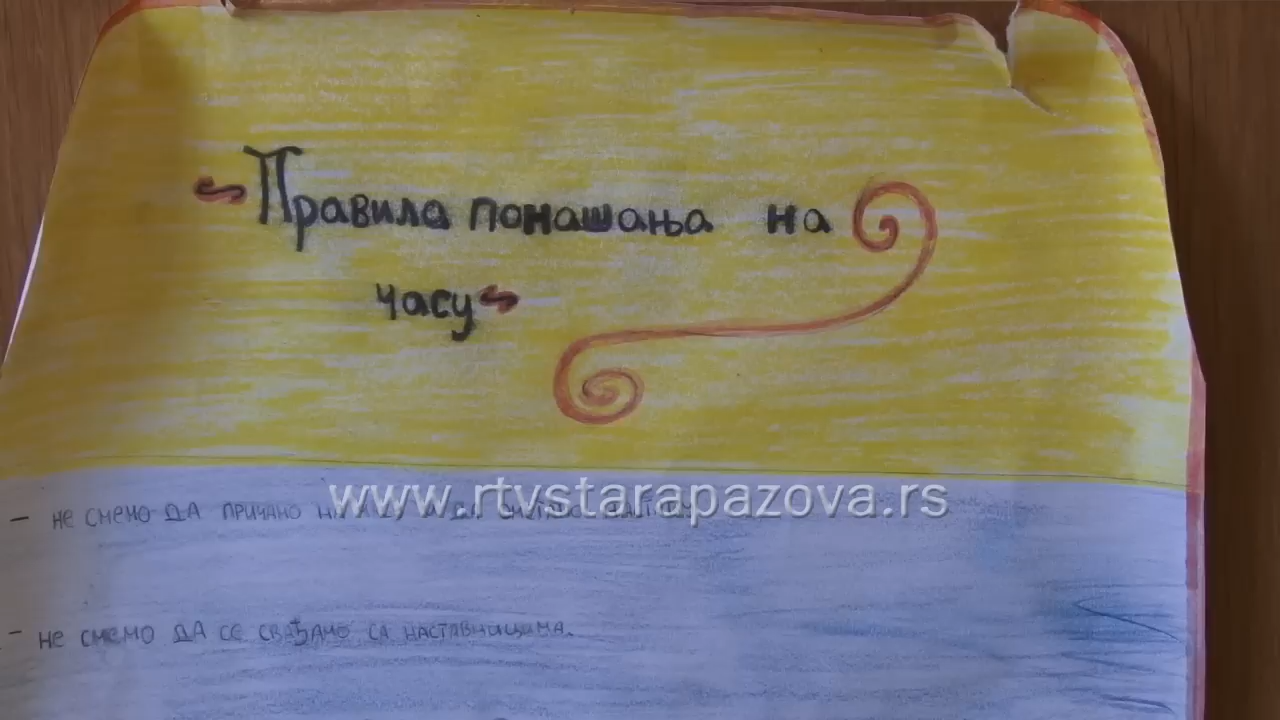 Правила понашања на
часу
www.rtvstarapazova.rs
- не смемо да причамо
- не смемо да се свађамо са наставницима.